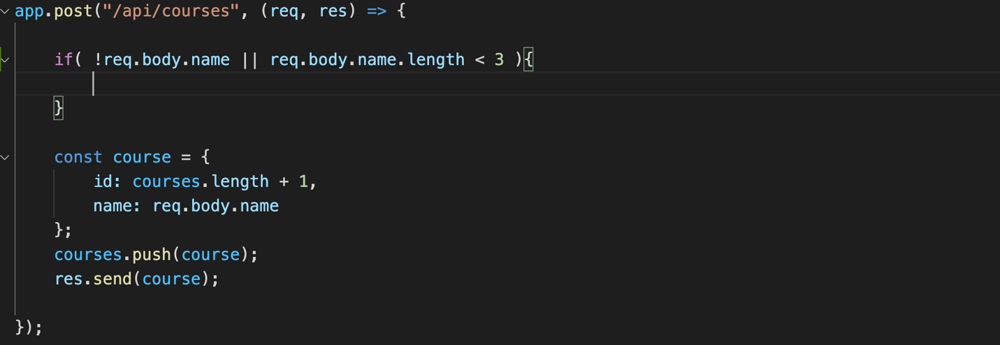 app.post("/api/courses", (req, res) => {
if( !req.body.name || req.body.name.length < 3 ){
}
const course = {
id: courses.length + 1,
name: req.body.name
};
courses.push(course);
res.send(course);
});